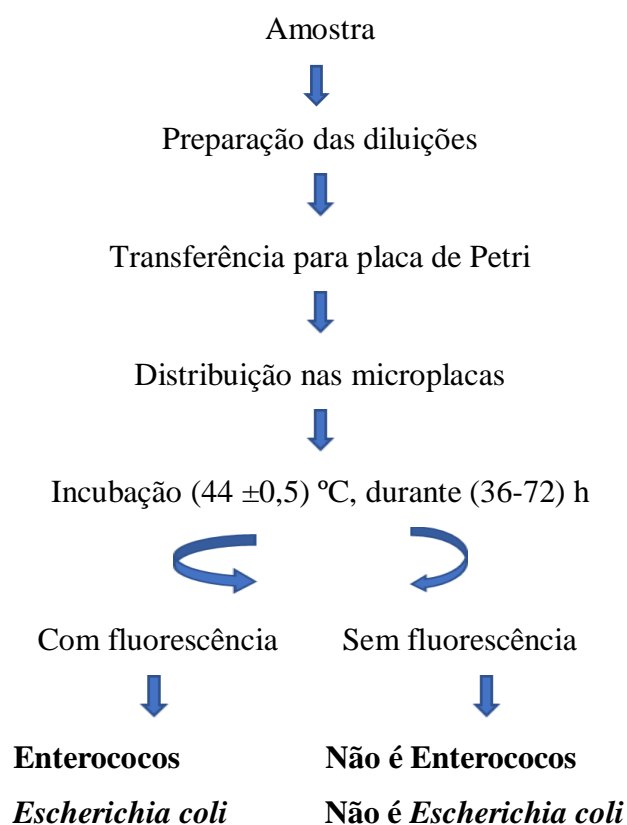 Amostra
Preparação das diluições
Transferência para placa de Petri
Distribuição nas microplacas
Incubação (44 ±0,5) ºC, durante (36-72) h
Com fluorescência Sem fluorescência
Enterococos Não é Enterococos
Escherichia coli Não é Escherichia coli